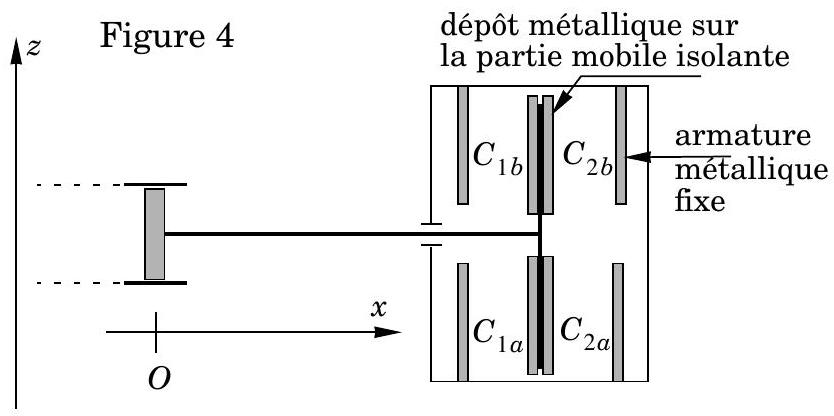 Figure 4
z
dépôt métallique sur
la partie mobile isolante
C1b
C2b
armature
métallique
fixe
x
C1a
C2a
O